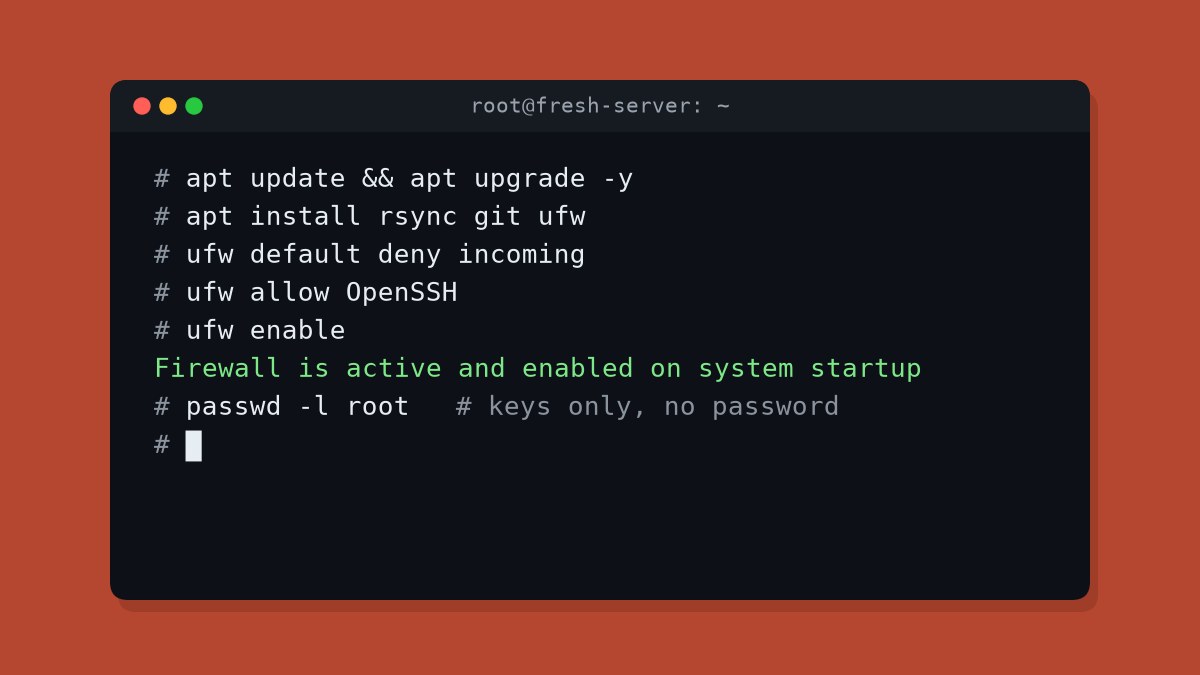 root@fresh-server: ~
# apt update && apt upgrade -y
# apt install rsync git ufw
# ufw default deny incoming
# ufw allow OpenSSH
# ufw enable
Firewall is active and enabled on system startup
# passwd -l root   # keys only, no password
#